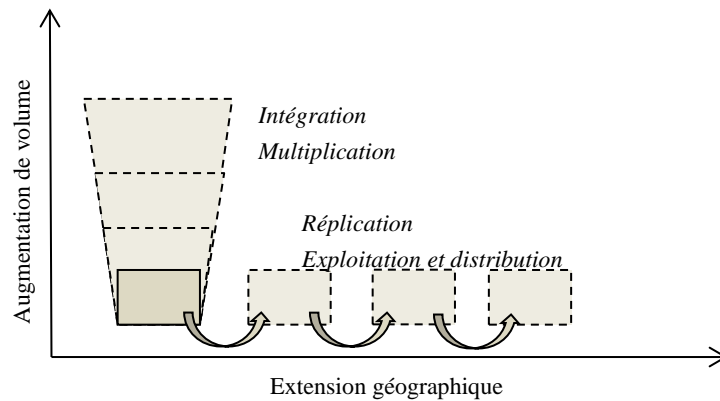 Augmentation de volume
Intégration
Multiplication
Réplication
Exploitation et distribution
Extension géographique